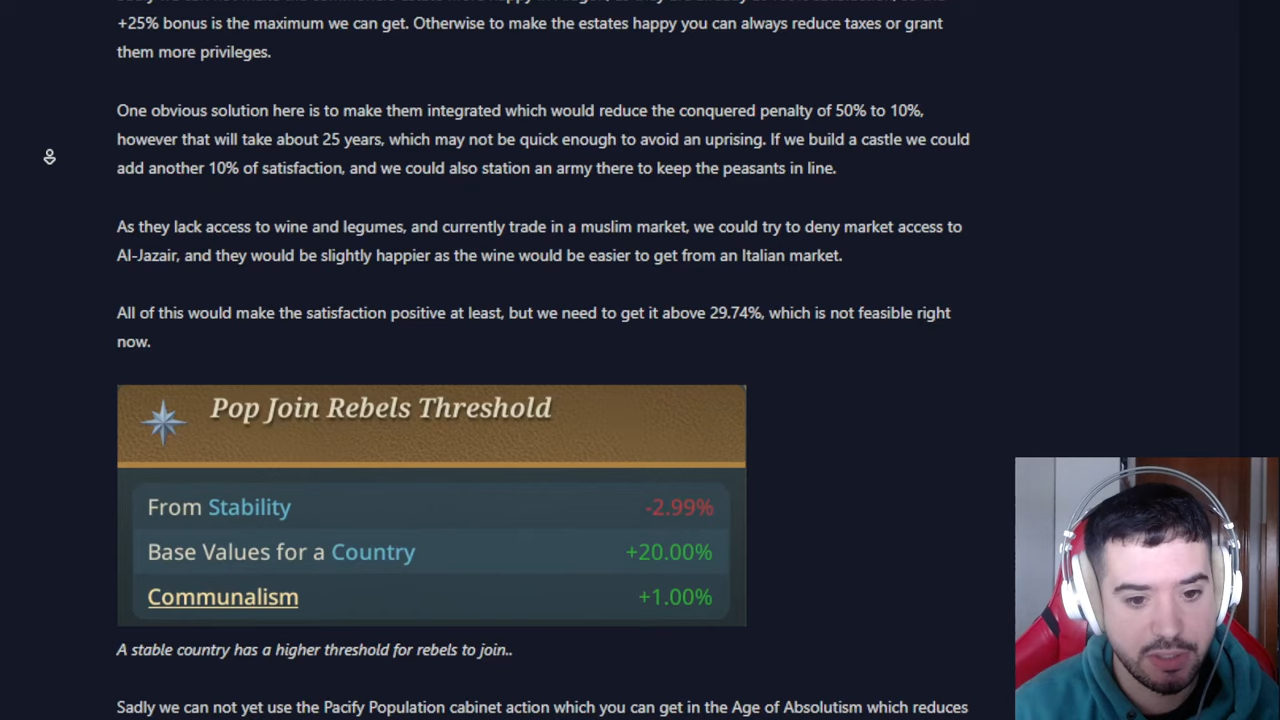 +25% bonus is the maximum we can get. Otherwise to make the estates happy you can always reduce taxes or grant
them more privileges.
One obvious solution here is to make them integrated which would reduce the conquered penalty of 50% to 10%,
however that will take about 25 years, which may not be quick enough to avoid an uprising. If we build a castle we could
add another 10% of satisfaction, and we could also station an army there to keep the peasants in line.
As they lack access to wine and legumes, and currently trade in a muslim market, we could try to deny market access to
Al-Jazair, and they would be slightly happier as the wine would be easier to get from an Italian market.
All of this would make the satisfaction positive at least, but we need to get it above 29.74%, which is not feasible right
now.
Pop Join Rebels Threshold
From Stability -2.99%
Base Values for a Country +20.00%
Communalism +1.00%
A stable country has a higher threshold for rebels to join..
Sadly we can not yet use the Pacify Population cabinet action which you can get in the Age of Absolutism which reduces